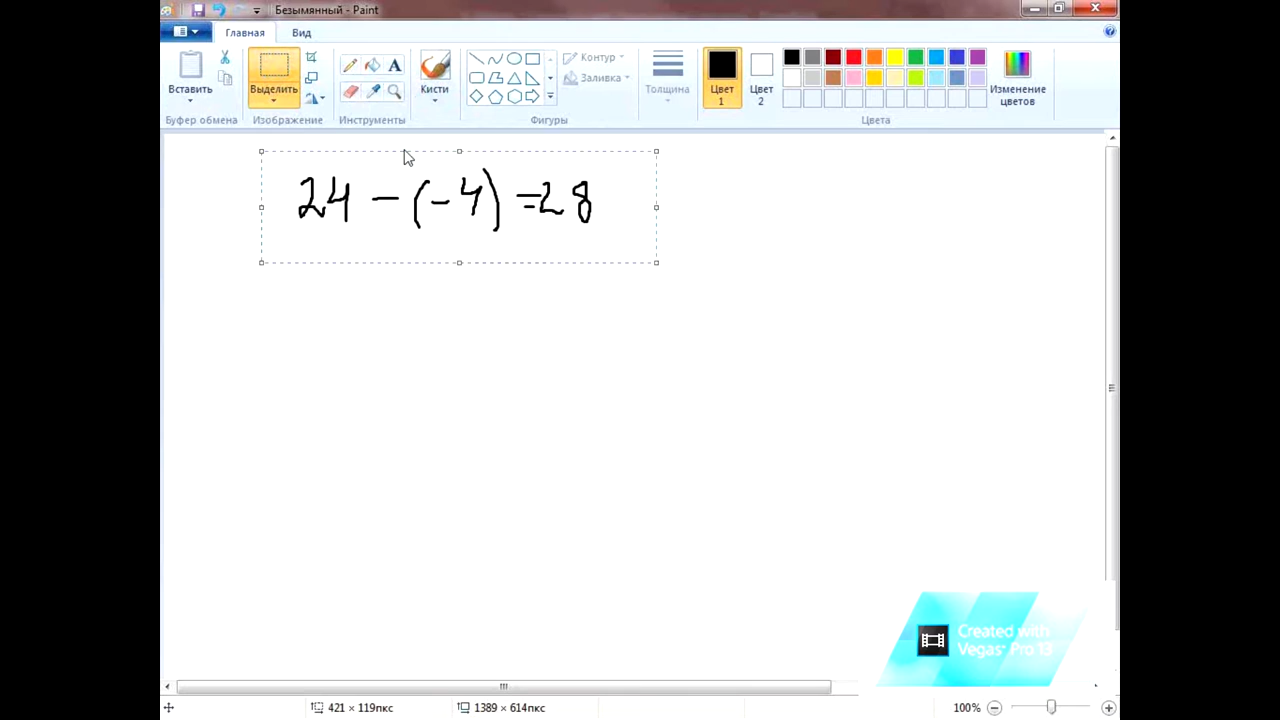 Безымянный - Paint
Главная
Вид
Вставить
Выделить
Кисти
Контур
Заливка
Толщина
Цвет 1
Цвет 2
Изменение цветов
Буфер обмена
Изображение
Инструменты
Фигуры
Цвета
24 - (-4) = 28
Created with
Vegas Pro 13
421 × 119пкс
1389 × 614пкс
100%